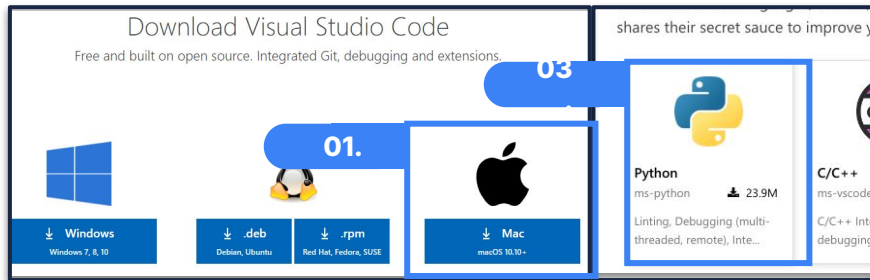 Download Visual Studio Code
Free and built on open source. Integrated Git, debugging and extensions.
01.
Windows
Windows 7, 8, 10
.deb
Debian, Ubuntu
.rpm
Red Hat, Fedora, SUSE
Mac
macOS 10.10+
shares their secret sauce to improve y
03
.
Python
ms-python 23.9M
Linting, Debugging (multi-
threaded, remote), Inte...
C/C++
ms-vscode
C/C++ Inte
debugging